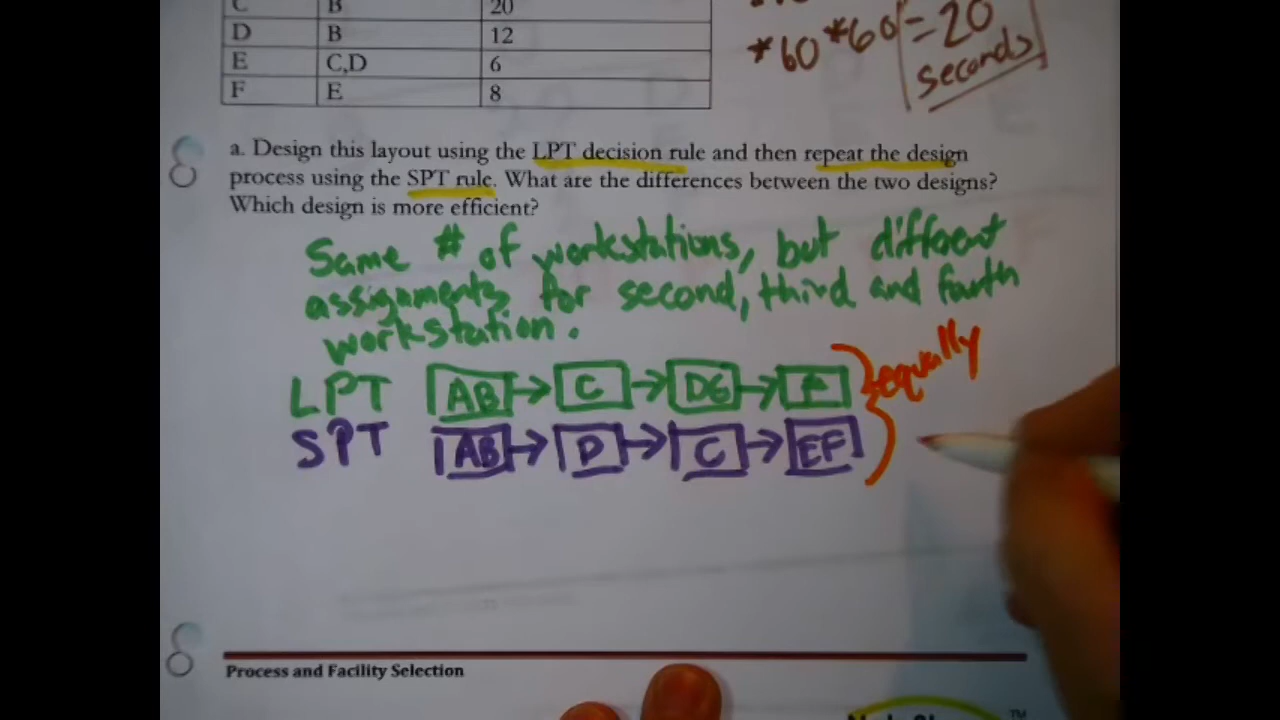 C B 20
D B 12
E C,D 6
F E 8
*60 *60 = 20
seconds
a. Design this layout using the LPT decision rule and then repeat the design
process using the SPT rule. What are the differences between the two designs?
Which design is more efficient?
Same # of workstations, but different
assignments for second, third and fourth
workstation.
LPT AB → C → DE → F
equally
SPT AB → D → C → EF
Process and Facility Selection
TM